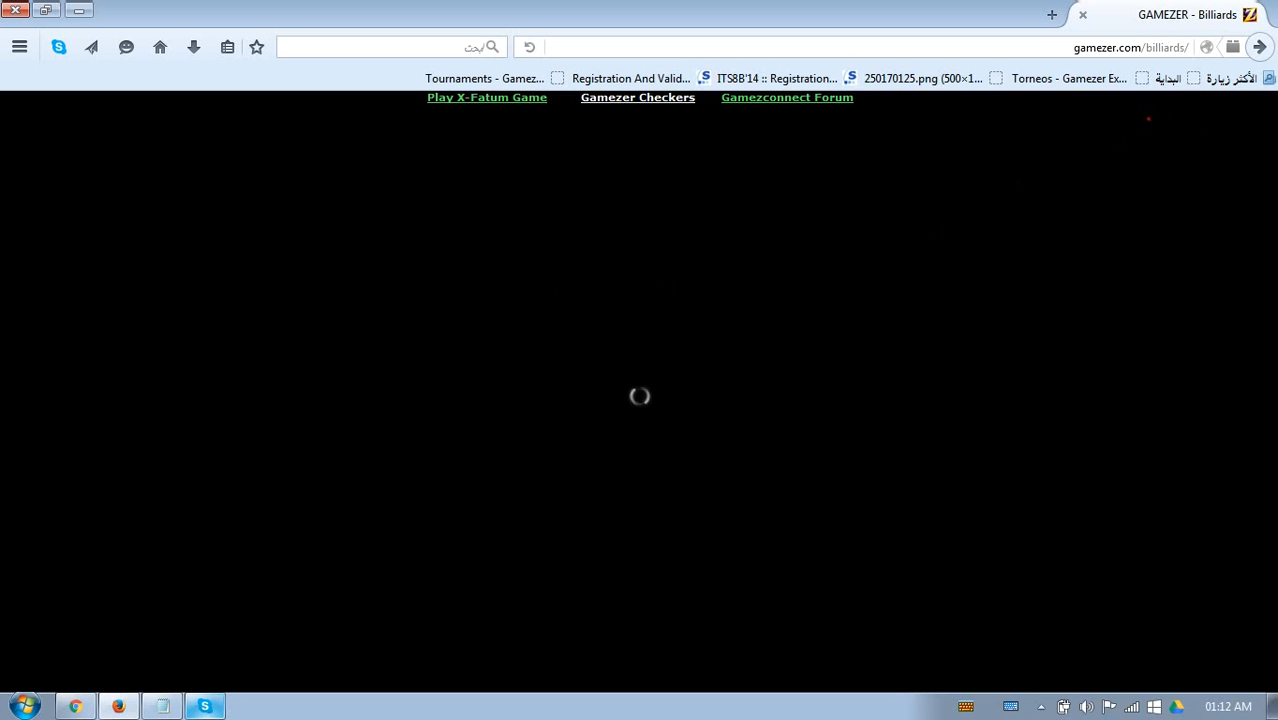 GAMEZER - Billiards
ابحث
gamezer.com/billiards/
Tournaments - Gamez...
Registration And Valid...
ITS8B'14 :: Registration...
250170125.png (500×1...
Torneos - Gamezer Ex...
البداية
الأكثر زيارة
Play X-Fatum Game
Gamezer Checkers
Gamezconnect Forum
01:12 AM